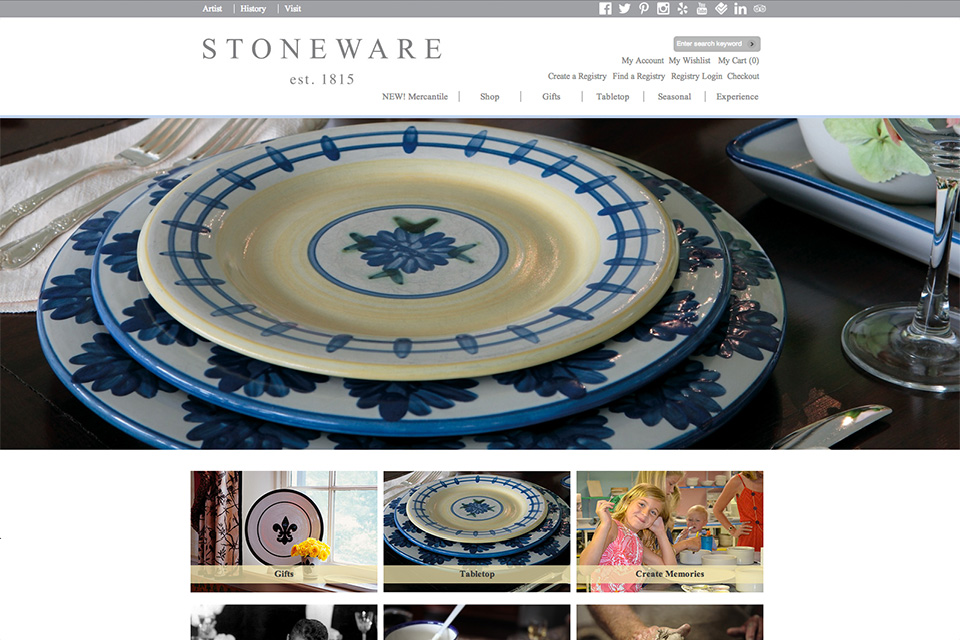 Artist | History | Visit
STONEWARE
est. 1815
Enter search keyword
My Account My Wishlist My Cart (0)
Create a Registry Find a Registry Registry Login Checkout
NEW! Mercantile | Shop | Gifts | Tabletop | Seasonal | Experience
Gifts
Tabletop
Create Memories